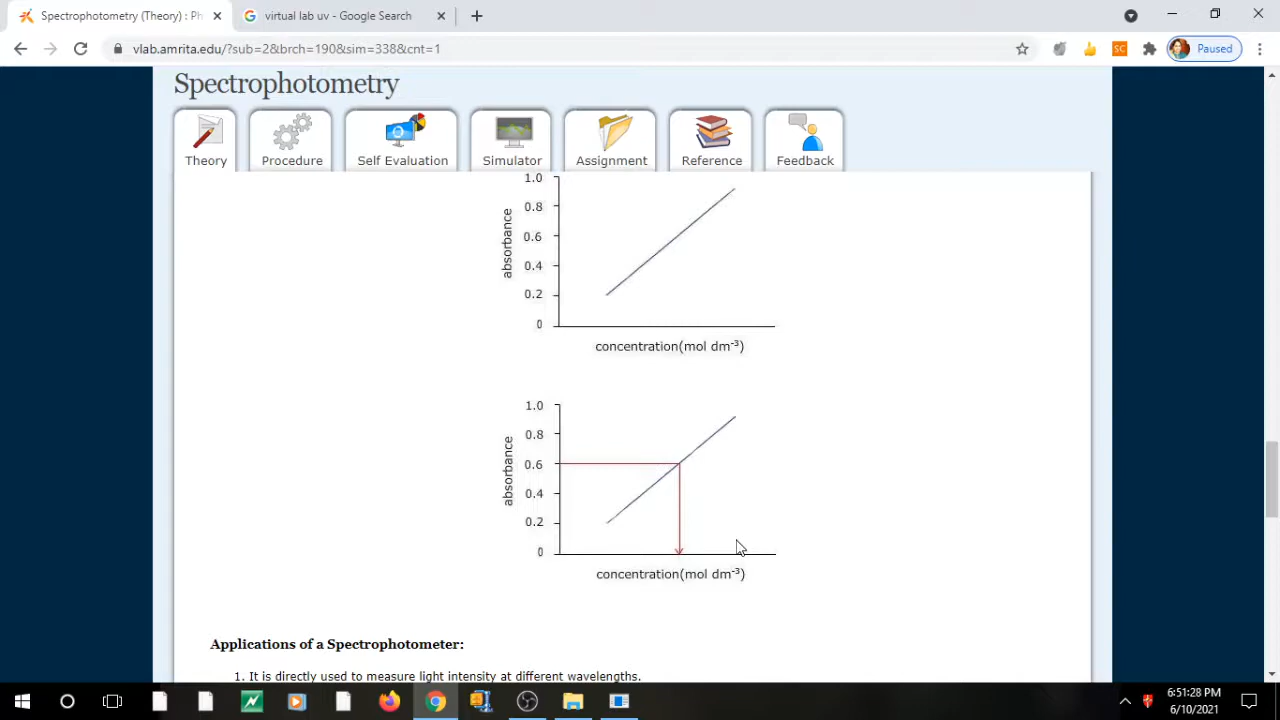 Spectrophotometry (Theory) : Ph
virtual lab uv - Google Search
vlab.amrita.edu/?sub=2&brch=190&sim=338&cnt=1
SC
Paused
Spectrophotometry
Theory
Procedure
Self Evaluation
Simulator
Assignment
Reference
Feedback
1.0
0.8
0.6
0.4
0.2
0
absorbance
concentration(mol dm⁻³)
1.0
0.8
0.6
0.4
0.2
0
absorbance
concentration(mol dm⁻³)
Applications of a Spectrophotometer:
1. It is directly used to measure light intensity at different wavelengths.
6:51:28 PM
6/10/2021